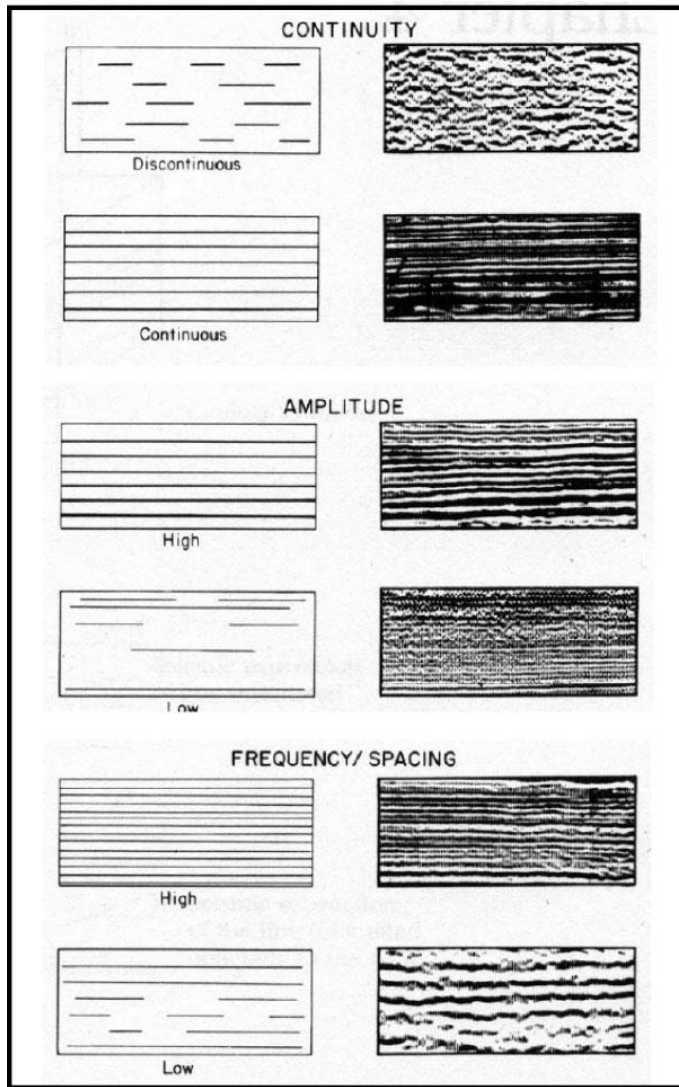 CONTINUITY
Discontinuous
Continuous
AMPLITUDE
High
Low
FREQUENCY/ SPACING
High
Low